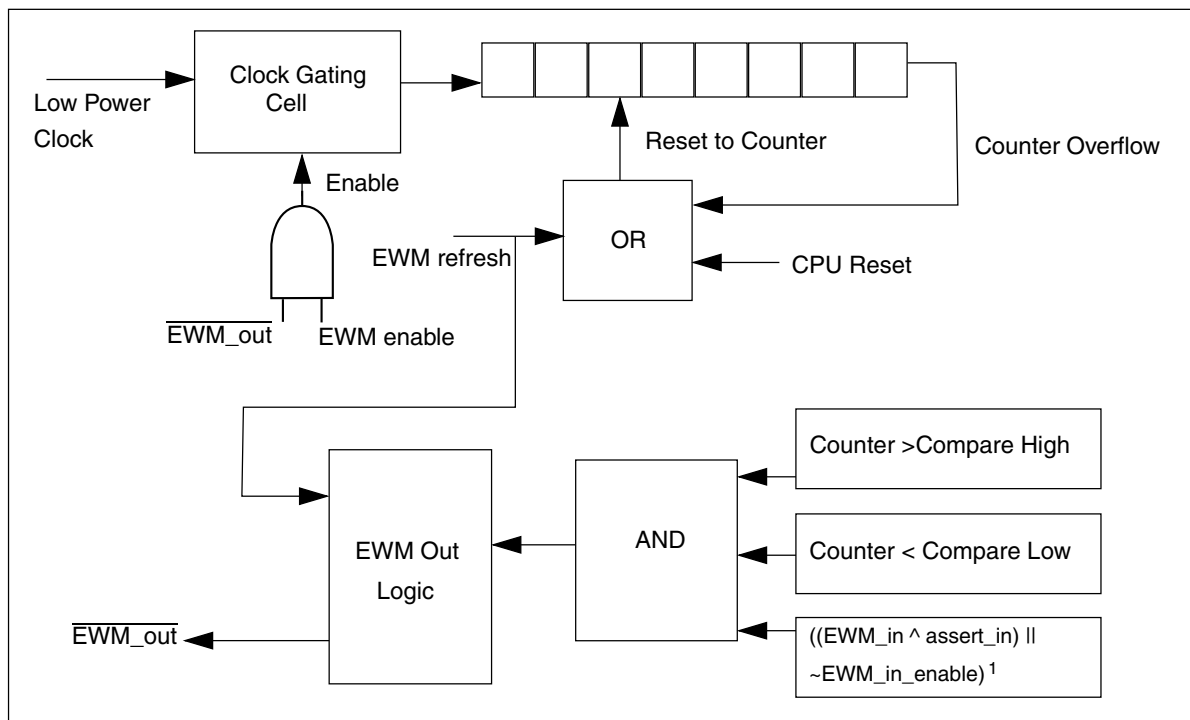 Clock Gating
Cell
Low Power
Clock
Reset to Counter
Counter Overflow
Enable
OR
EWM refresh
CPU Reset
EWM_out
EWM enable
Counter >Compare High
EWM Out
Logic
AND
Counter < Compare Low
EWM_out
((EWM_in ^ assert_in) ||
~EWM_in_enable) 1